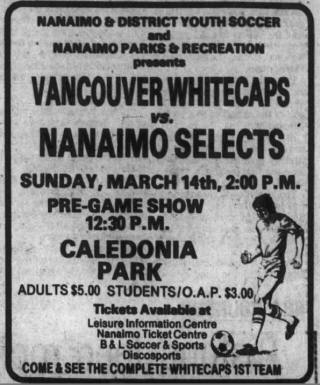 NANAIMO & DISTRICT YOUTH SOCCER
and
NANAIMO PARKS & RECREATION
presents
VANCOUVER WHITECAPS
vs.
NANAIMO SELECTS
SUNDAY, MARCH 14th, 2:00 P.M.
PRE-GAME SHOW
12:30 P.M.
CALEDONIA
PARK
ADULTS $5.00 STUDENTS/O.A.P. $3.00
Tickets Available at
Leisure Information Centre
Nanaimo Ticket Centre
B & L Soccer & Sports
Discosports
COME & SEE THE COMPLETE WHITECAPS 1ST TEAM